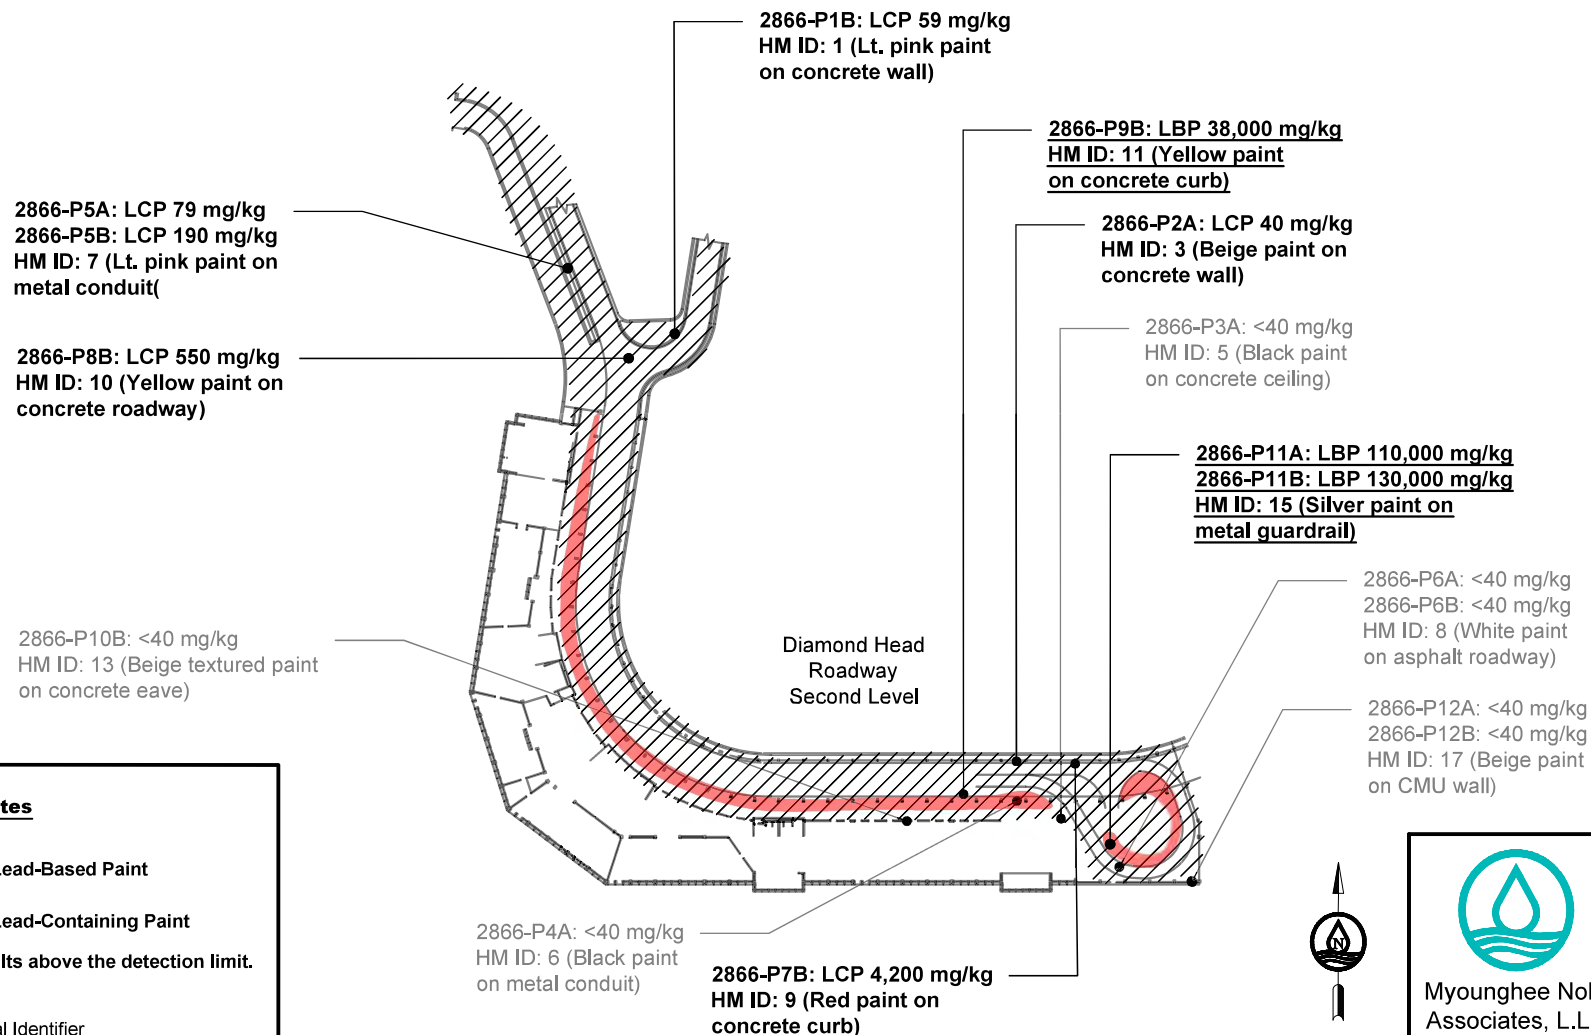 2866-P1B: LCP 59 mg/kg
HM ID: 1 (Lt. pink paint
on concrete wall)
2866-P9B: LBP 38,000 mg/kg
HM ID: 11 (Yellow paint
on concrete curb)
2866-P5A: LCP 79 mg/kg
2866-P5B: LCP 190 mg/kg
HM ID: 7 (Lt. pink paint on
metal conduit(
2866-P2A: LCP 40 mg/kg
HM ID: 3 (Beige paint on
concrete wall)
2866-P3A: <40 mg/kg
HM ID: 5 (Black paint
on concrete ceiling)
2866-P8B: LCP 550 mg/kg
HM ID: 10 (Yellow paint on
concrete roadway)
2866-P11A: LBP 110,000 mg/kg
2866-P11B: LBP 130,000 mg/kg
HM ID: 15 (Silver paint on
metal guardrail)
2866-P6A: <40 mg/kg
2866-P6B: <40 mg/kg
HM ID: 8 (White paint
on asphalt roadway)
2866-P10B: <40 mg/kg
HM ID: 13 (Beige textured paint
on concrete eave)
Diamond Head
Roadway
Second Level
2866-P12A: <40 mg/kg
2866-P12B: <40 mg/kg
HM ID: 17 (Beige paint
on CMU wall)
tes
Lead-Based Paint
Lead-Containing Paint
lts above the detection limit.
al Identifier
2866-P4A: <40 mg/kg
HM ID: 6 (Black paint
on metal conduit)
2866-P7B: LCP 4,200 mg/kg
HM ID: 9 (Red paint on
concrete curb)
N
Myounghee Noh
Associates, L.L